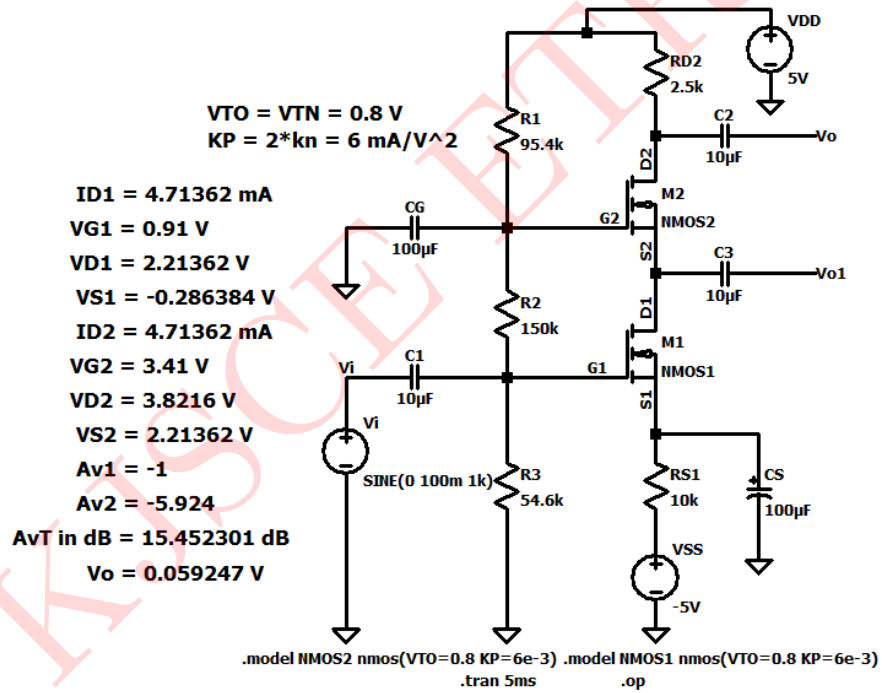 VTO = VTN = 0.8 V
KP = 2*kn = 6 mA/V^2
ID1 = 4.71362 mA
VG1 = 0.91 V
VD1 = 2.21362 V
VS1 = -0.286384 V
ID2 = 4.71362 mA
VG2 = 3.41 V
VD2 = 3.8216 V
VS2 = 2.21362 V
Av1 = -1
Av2 = -5.924
AvT in dB = 15.452301 dB
Vo = 0.059247 V
VDD
5V
RD2
2.5k
R1
95.4k
C2
10µF
Vo
D2
M2
NMOS2
G2
S2
CG
100µF
C3
10µF
Vo1
R2
150k
D1
M1
NMOS1
G1
S1
Vi
C1
10µF
Vi
SINE(0 100m 1k)
R3
54.6k
RS1
10k
CS
100µF
VSS
-5V
.model NMOS2 nmos(VTO=0.8 KP=6e-3)
.model NMOS1 nmos(VTO=0.8 KP=6e-3)
.tran 5ms
.op
KJSCE ETR